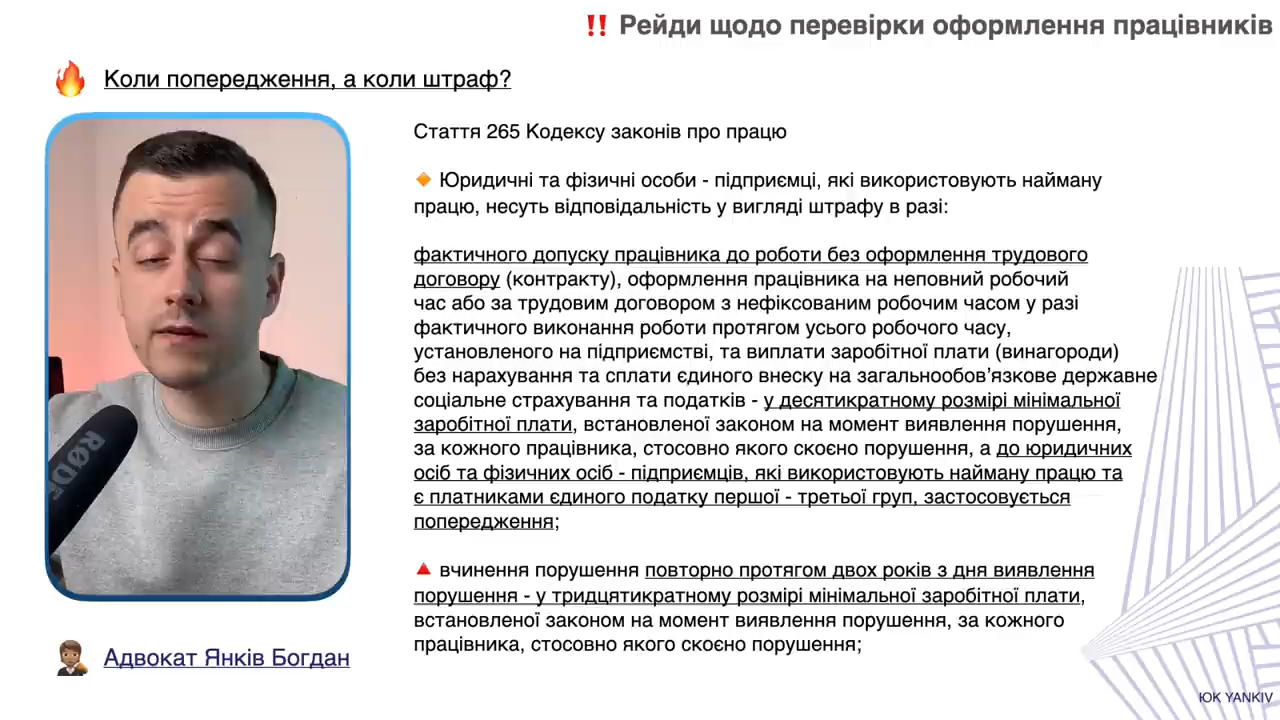 ‼️ Рейди щодо перевірки оформлення працівників
🔥 Коли попередження, а коли штраф?
Стаття 265 Кодексу законів про працю
🔸 Юридичні та фізичні особи - підприємці, які використовують найману
працю, несуть відповідальність у вигляді штрафу в разі:
фактичного допуску працівника до роботи без оформлення трудового
договору (контракту), оформлення працівника на неповний робочий
час або за трудовим договором з нефіксованим робочим часом у разі
фактичного виконання роботи протягом усього робочого часу,
установленого на підприємстві, та виплати заробітної плати (винагороди)
без нарахування та сплати єдиного внеску на загальнообов’язкове державне
соціальне страхування та податків - у десятикратному розмірі мінімальної
заробітної плати, встановленої законом на момент виявлення порушення,
за кожного працівника, стосовно якого скоєно порушення, а до юридичних
осіб та фізичних осіб - підприємців, які використовують найману працю та
є платниками єдиного податку першої - третьої груп, застосовується
попередження;
🔺 вчинення порушення повторно протягом двох років з дня виявлення
порушення - у тридцятикратному розмірі мінімальної заробітної плати,
встановленої законом на момент виявлення порушення, за кожного
працівника, стосовно якого скоєно порушення;
RØDE
Адвокат Янків Богдан
ЮК YANKIV